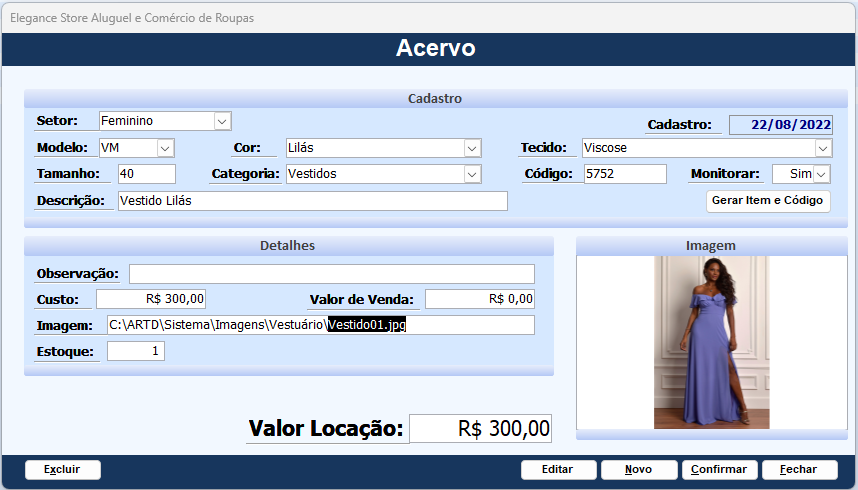 Elegance Store Aluguel e Comércio de Roupas
Acervo
Cadastro
Setor: Feminino
Cadastro: 22/08/2022
Modelo: VM Cor: Lilás Tecido: Viscose
Tamanho: 40 Categoria: Vestidos Código: 5752 Monitorar: Sim
Descrição: Vestido Lilás Gerar Item e Código
Detalhes Imagem
Observação:
Custo: R$ 300,00 Valor de Venda: R$ 0,00
Imagem: C:\ARTD\Sistema\Imagens\Vestuário\Vestido01.jpg
Estoque: 1
Valor Locação: R$ 300,00
Excluir Editar Novo Confirmar Fechar